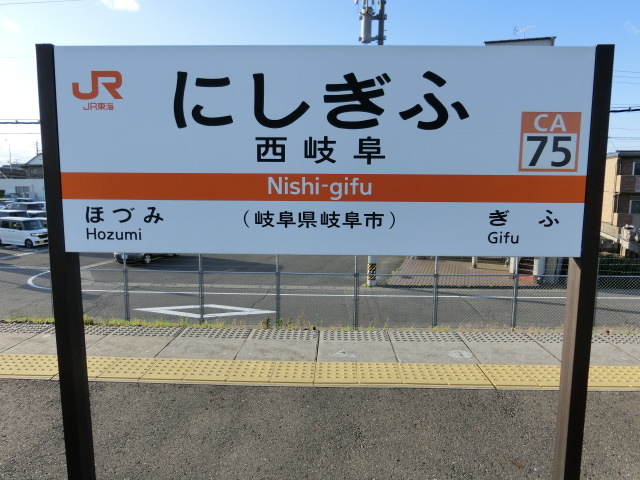 JR
JR東海
にしぎふ
西岐阜
CA
75
Nishi-gifu
ほづみ
Hozumi
（岐阜県岐阜市）
ぎふ
Gifu